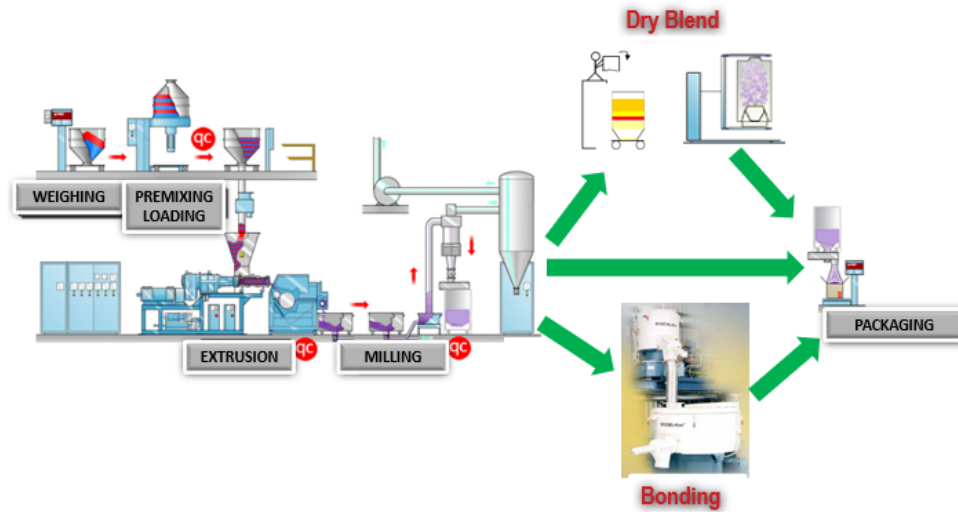 Dry Blend
qc
WEIGHING
PREMIXING
LOADING
EXTRUSION
qc
MILLING
qc
PACKAGING
Bonding